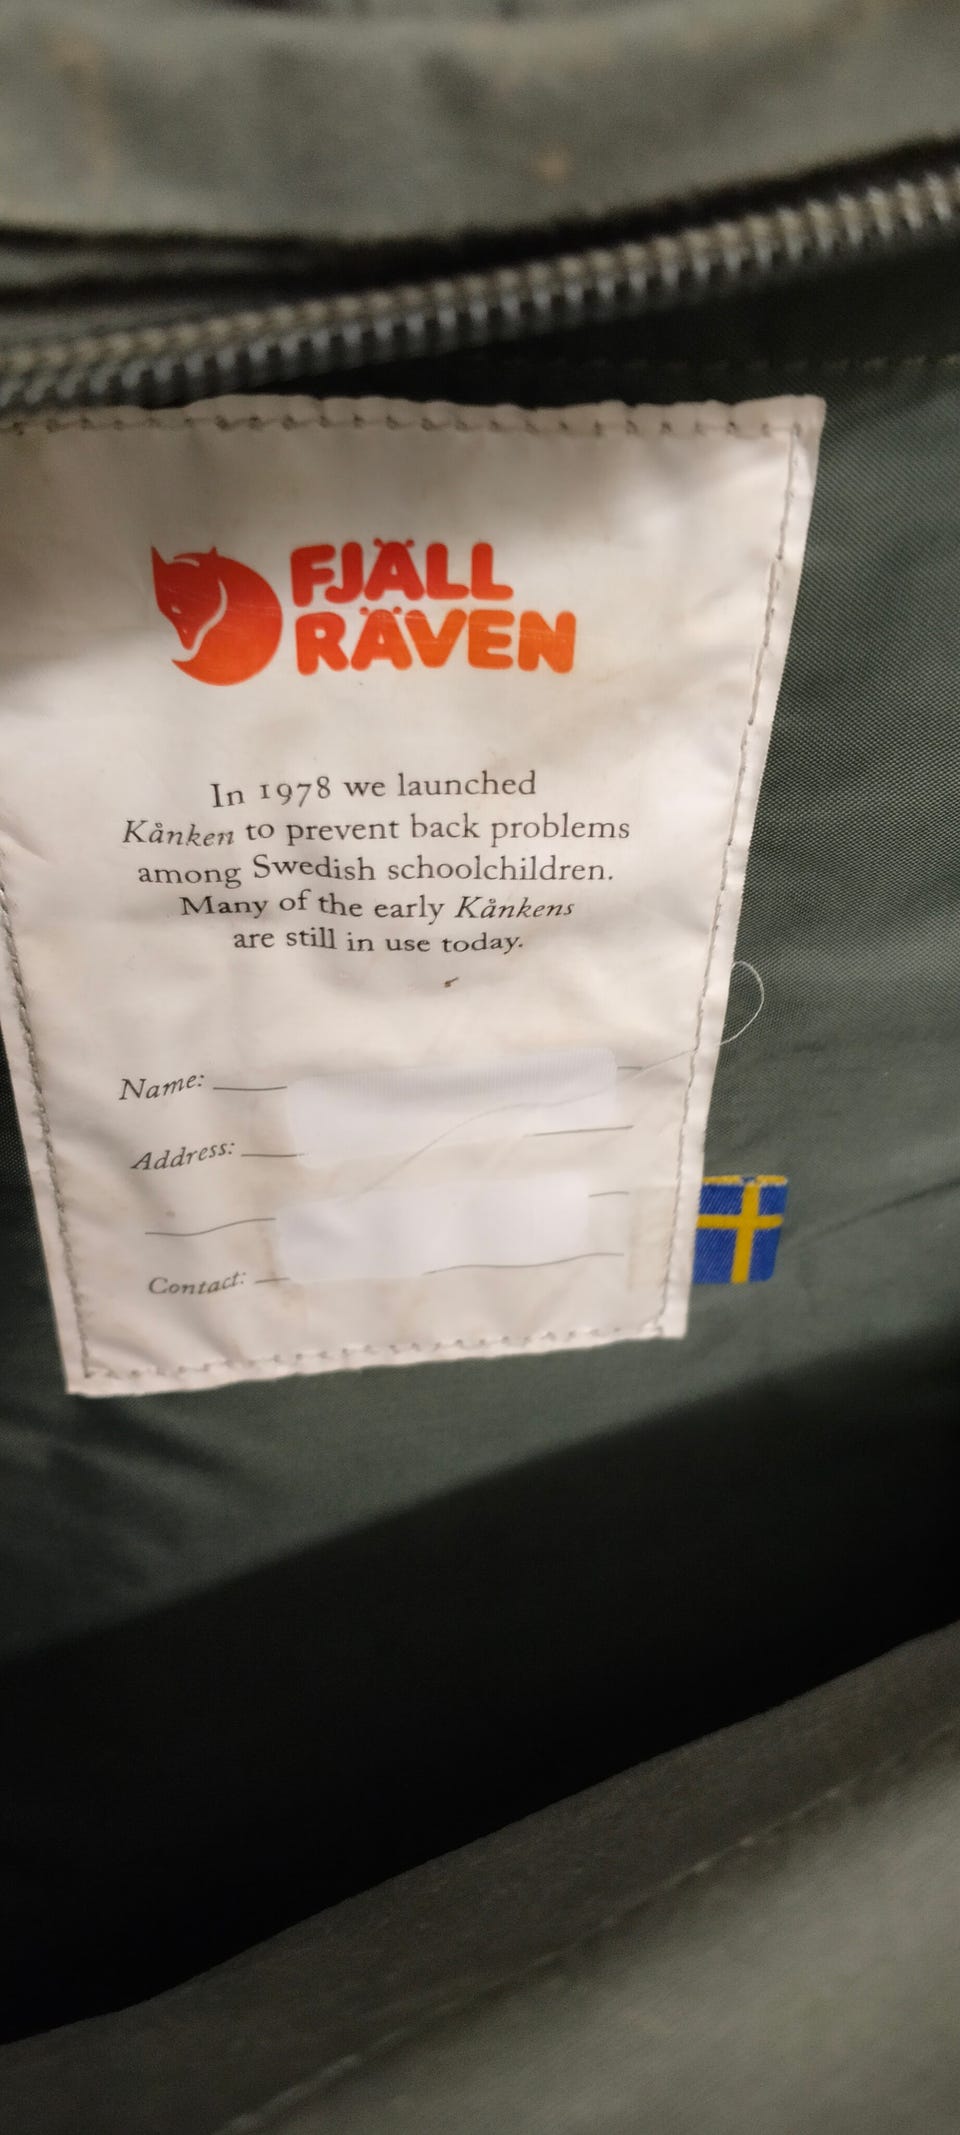 FJÄLL
RÄVEN
In 1978 we launched
Kånken to prevent back problems
among Swedish schoolchildren.
Many of the early Kånkens
are still in use today.
Name:
Address:
Contact: